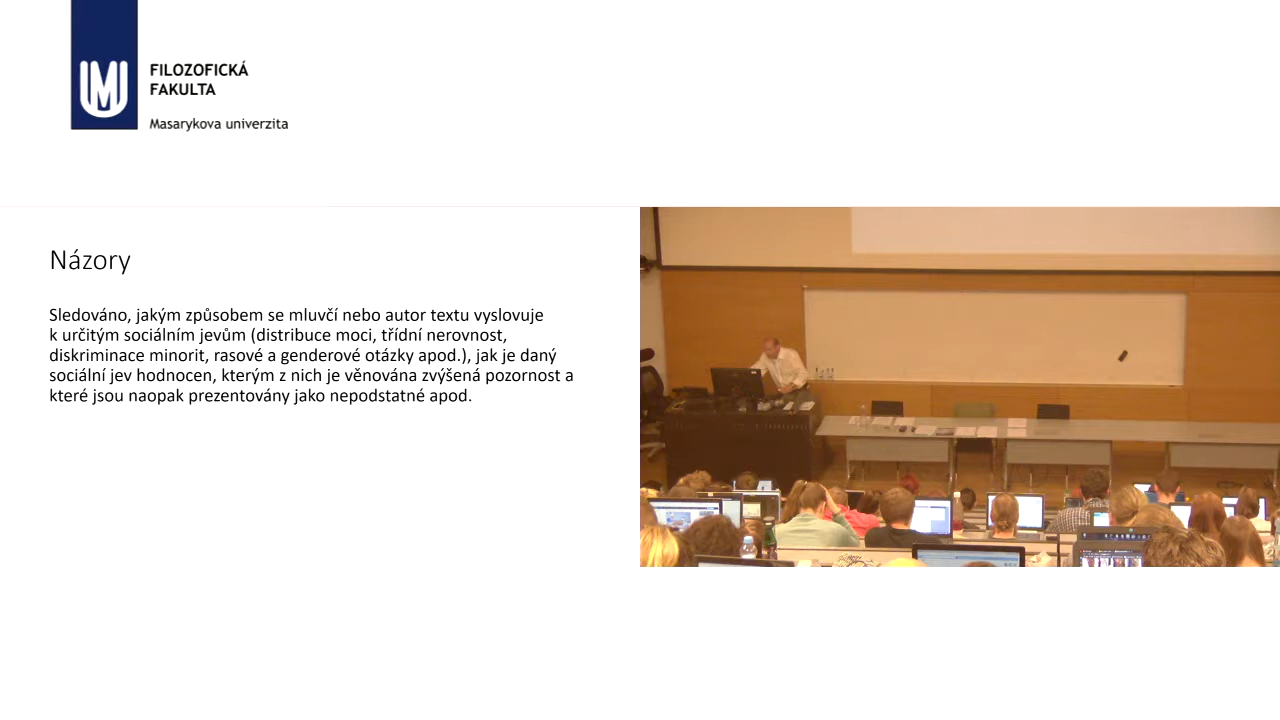 FILOZOFICKÁ
FAKULTA
Masarykova univerzita
Názory
Sledováno, jakým způsobem se mluvčí nebo autor textu vyslovuje
k určitým sociálním jevům (distribuce moci, třídní nerovnost,
diskriminace minorit, rasové a genderové otázky apod.), jak je daný
sociální jev hodnocen, kterým z nich je věnována zvýšená pozornost a
které jsou naopak prezentovány jako nepodstatné apod.